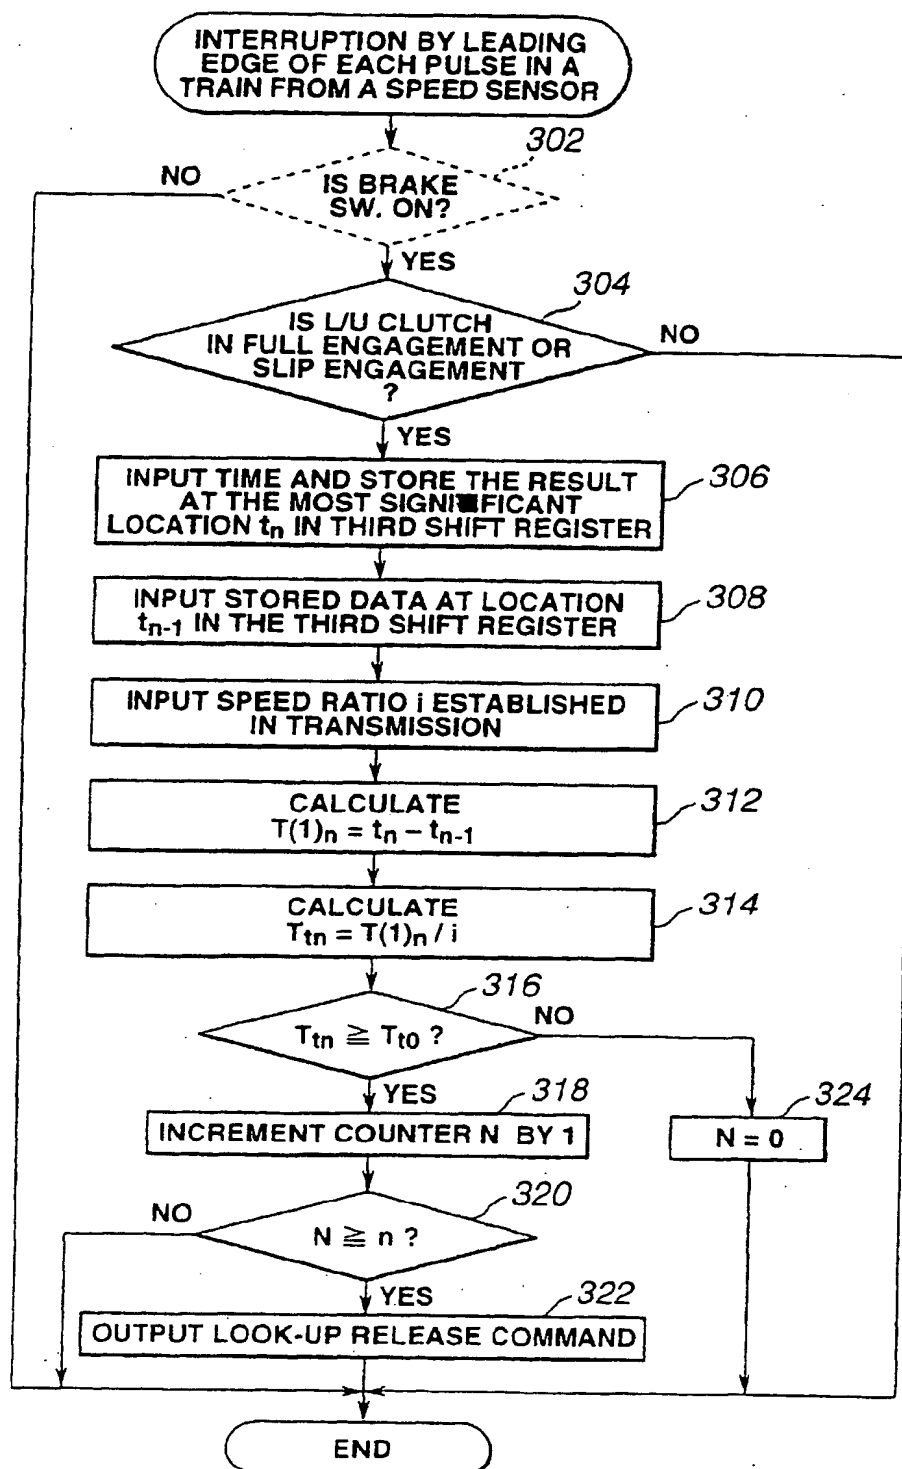 INTERRUPTION BY LEADING
EDGE OF EACH PULSE IN A
TRAIN FROM A SPEED SENSOR
302
NO
IS BRAKE
SW. ON?
YES
304
IS L/U CLUTCH
IN FULL ENGAGEMENT OR
SLIP ENGAGEMENT
?
NO
YES
INPUT TIME AND STORE THE RESULT
AT THE MOST SIGNIFICANT
LOCATION tn IN THIRD SHIFT REGISTER
306
INPUT STORED DATA AT LOCATION
tn-1 IN THE THIRD SHIFT REGISTER
308
INPUT SPEED RATIO i ESTABLISHED
IN TRANSMISSION
310
CALCULATE
T(1)n = tn – tn-1
312
CALCULATE
Ttn = T(1)n / i
314
316
Ttn ≧ Tt0 ?
NO
YES
318
INCREMENT COUNTER N BY 1
324
N = 0
320
NO
N ≧ n ?
YES
322
OUTPUT LOOK-UP RELEASE COMMAND
END